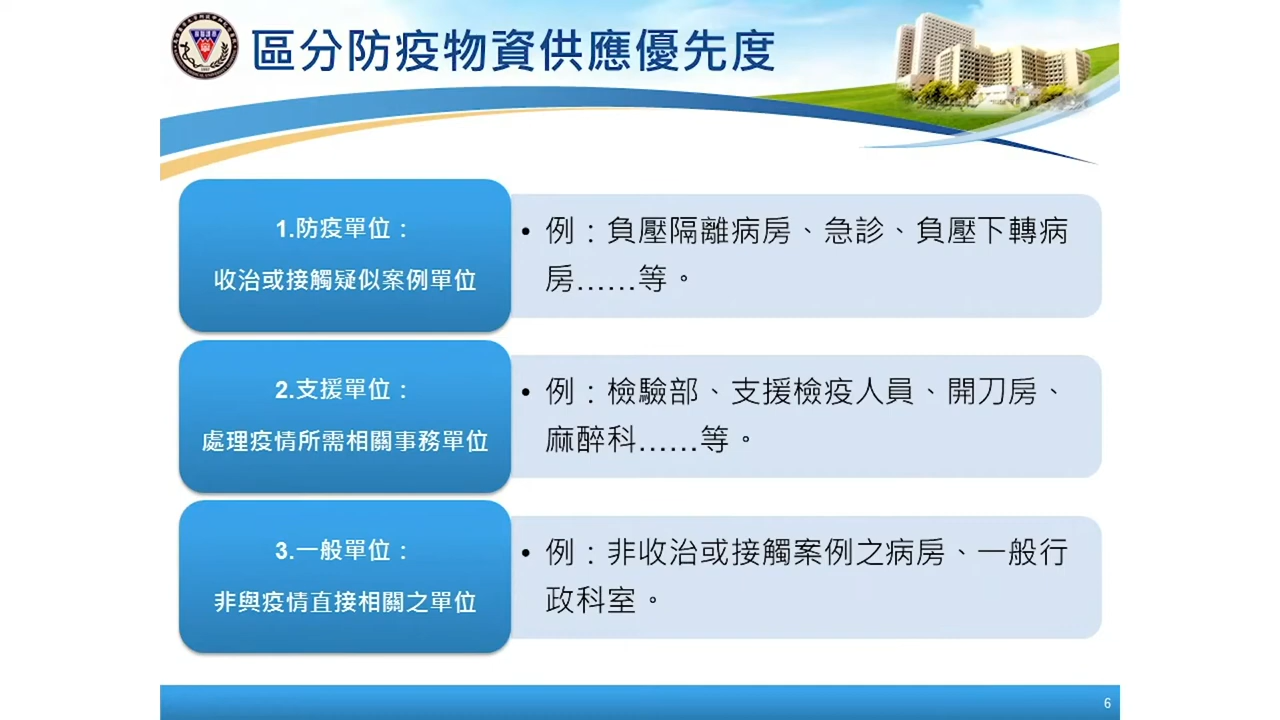 區分防疫物資供應優先度
1.防疫單位：
收治或接觸疑似案例單位
• 例：負壓隔離病房、急診、負壓下轉病
房……等。
2.支援單位：
處理疫情所需相關事務單位
• 例：檢驗部、支援檢疫人員、開刀房、
麻醉科……等。
3.一般單位：
非與疫情直接相關之單位
• 例：非收治或接觸案例之病房、一般行
政科室。
6